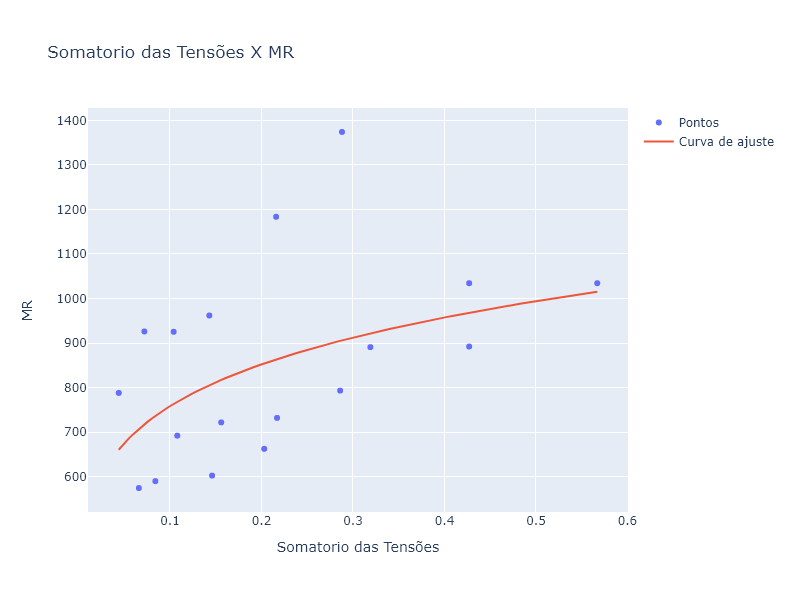 Somatorio das Tensões X MR
Pontos
Curva de ajuste
1400
1300
1200
1100
1000
900
800
700
600
MR
0.1 0.2 0.3 0.4 0.5 0.6
Somatorio das Tensões